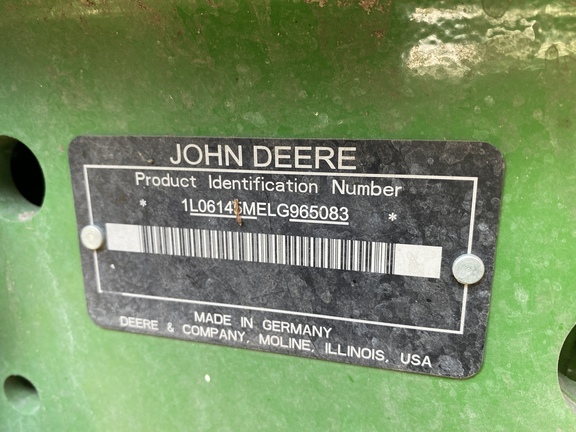 JOHN DEERE
Product Identification Number
* 1L06145MELG965083 *
MADE IN GERMANY
DEERE & COMPANY, MOLINE, ILLINOIS, USA